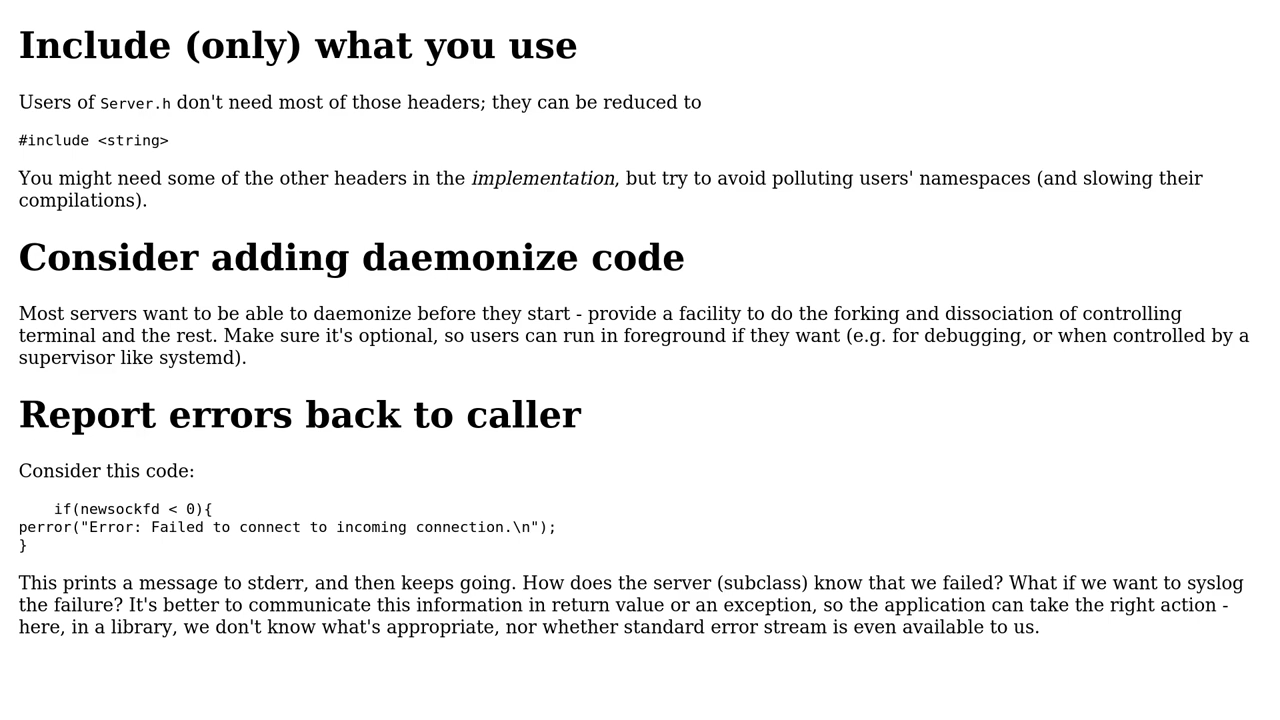 Include (only) what you use
Users of Server.h don't need most of those headers; they can be reduced to
#include <string>
You might need some of the other headers in the implementation, but try to avoid polluting users' namespaces (and slowing their
compilations).
Consider adding daemonize code
Most servers want to be able to daemonize before they start - provide a facility to do the forking and dissociation of controlling
terminal and the rest. Make sure it's optional, so users can run in foreground if they want (e.g. for debugging, or when controlled by a
supervisor like systemd).
Report errors back to caller
Consider this code:
    if(newsockfd < 0){
perror("Error: Failed to connect to incoming connection.\n");
}
This prints a message to stderr, and then keeps going. How does the server (subclass) know that we failed? What if we want to syslog
the failure? It's better to communicate this information in return value or an exception, so the application can take the right action -
here, in a library, we don't know what's appropriate, nor whether standard error stream is even available to us.